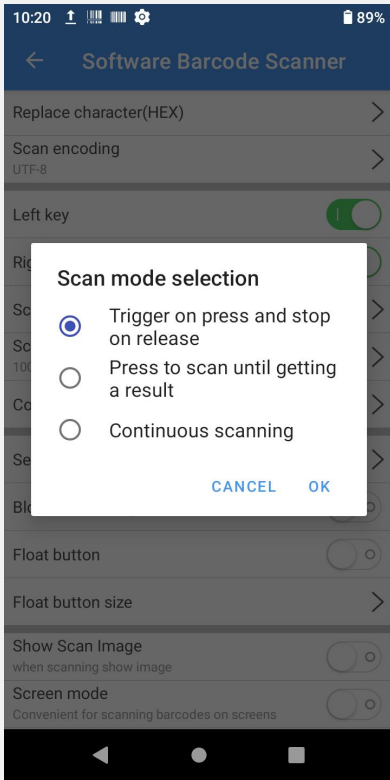 10:20 89%
Software Barcode Scanner
Replace character(HEX)
Scan encoding
UTF-8
Left key
Scan mode selection
Trigger on press and stop
on release
Press to scan until getting
a result
Continuous scanning
CANCEL OK
Float button
Float button size
Show Scan Image
when scanning show image
Screen mode
Convenient for scanning barcodes on screens